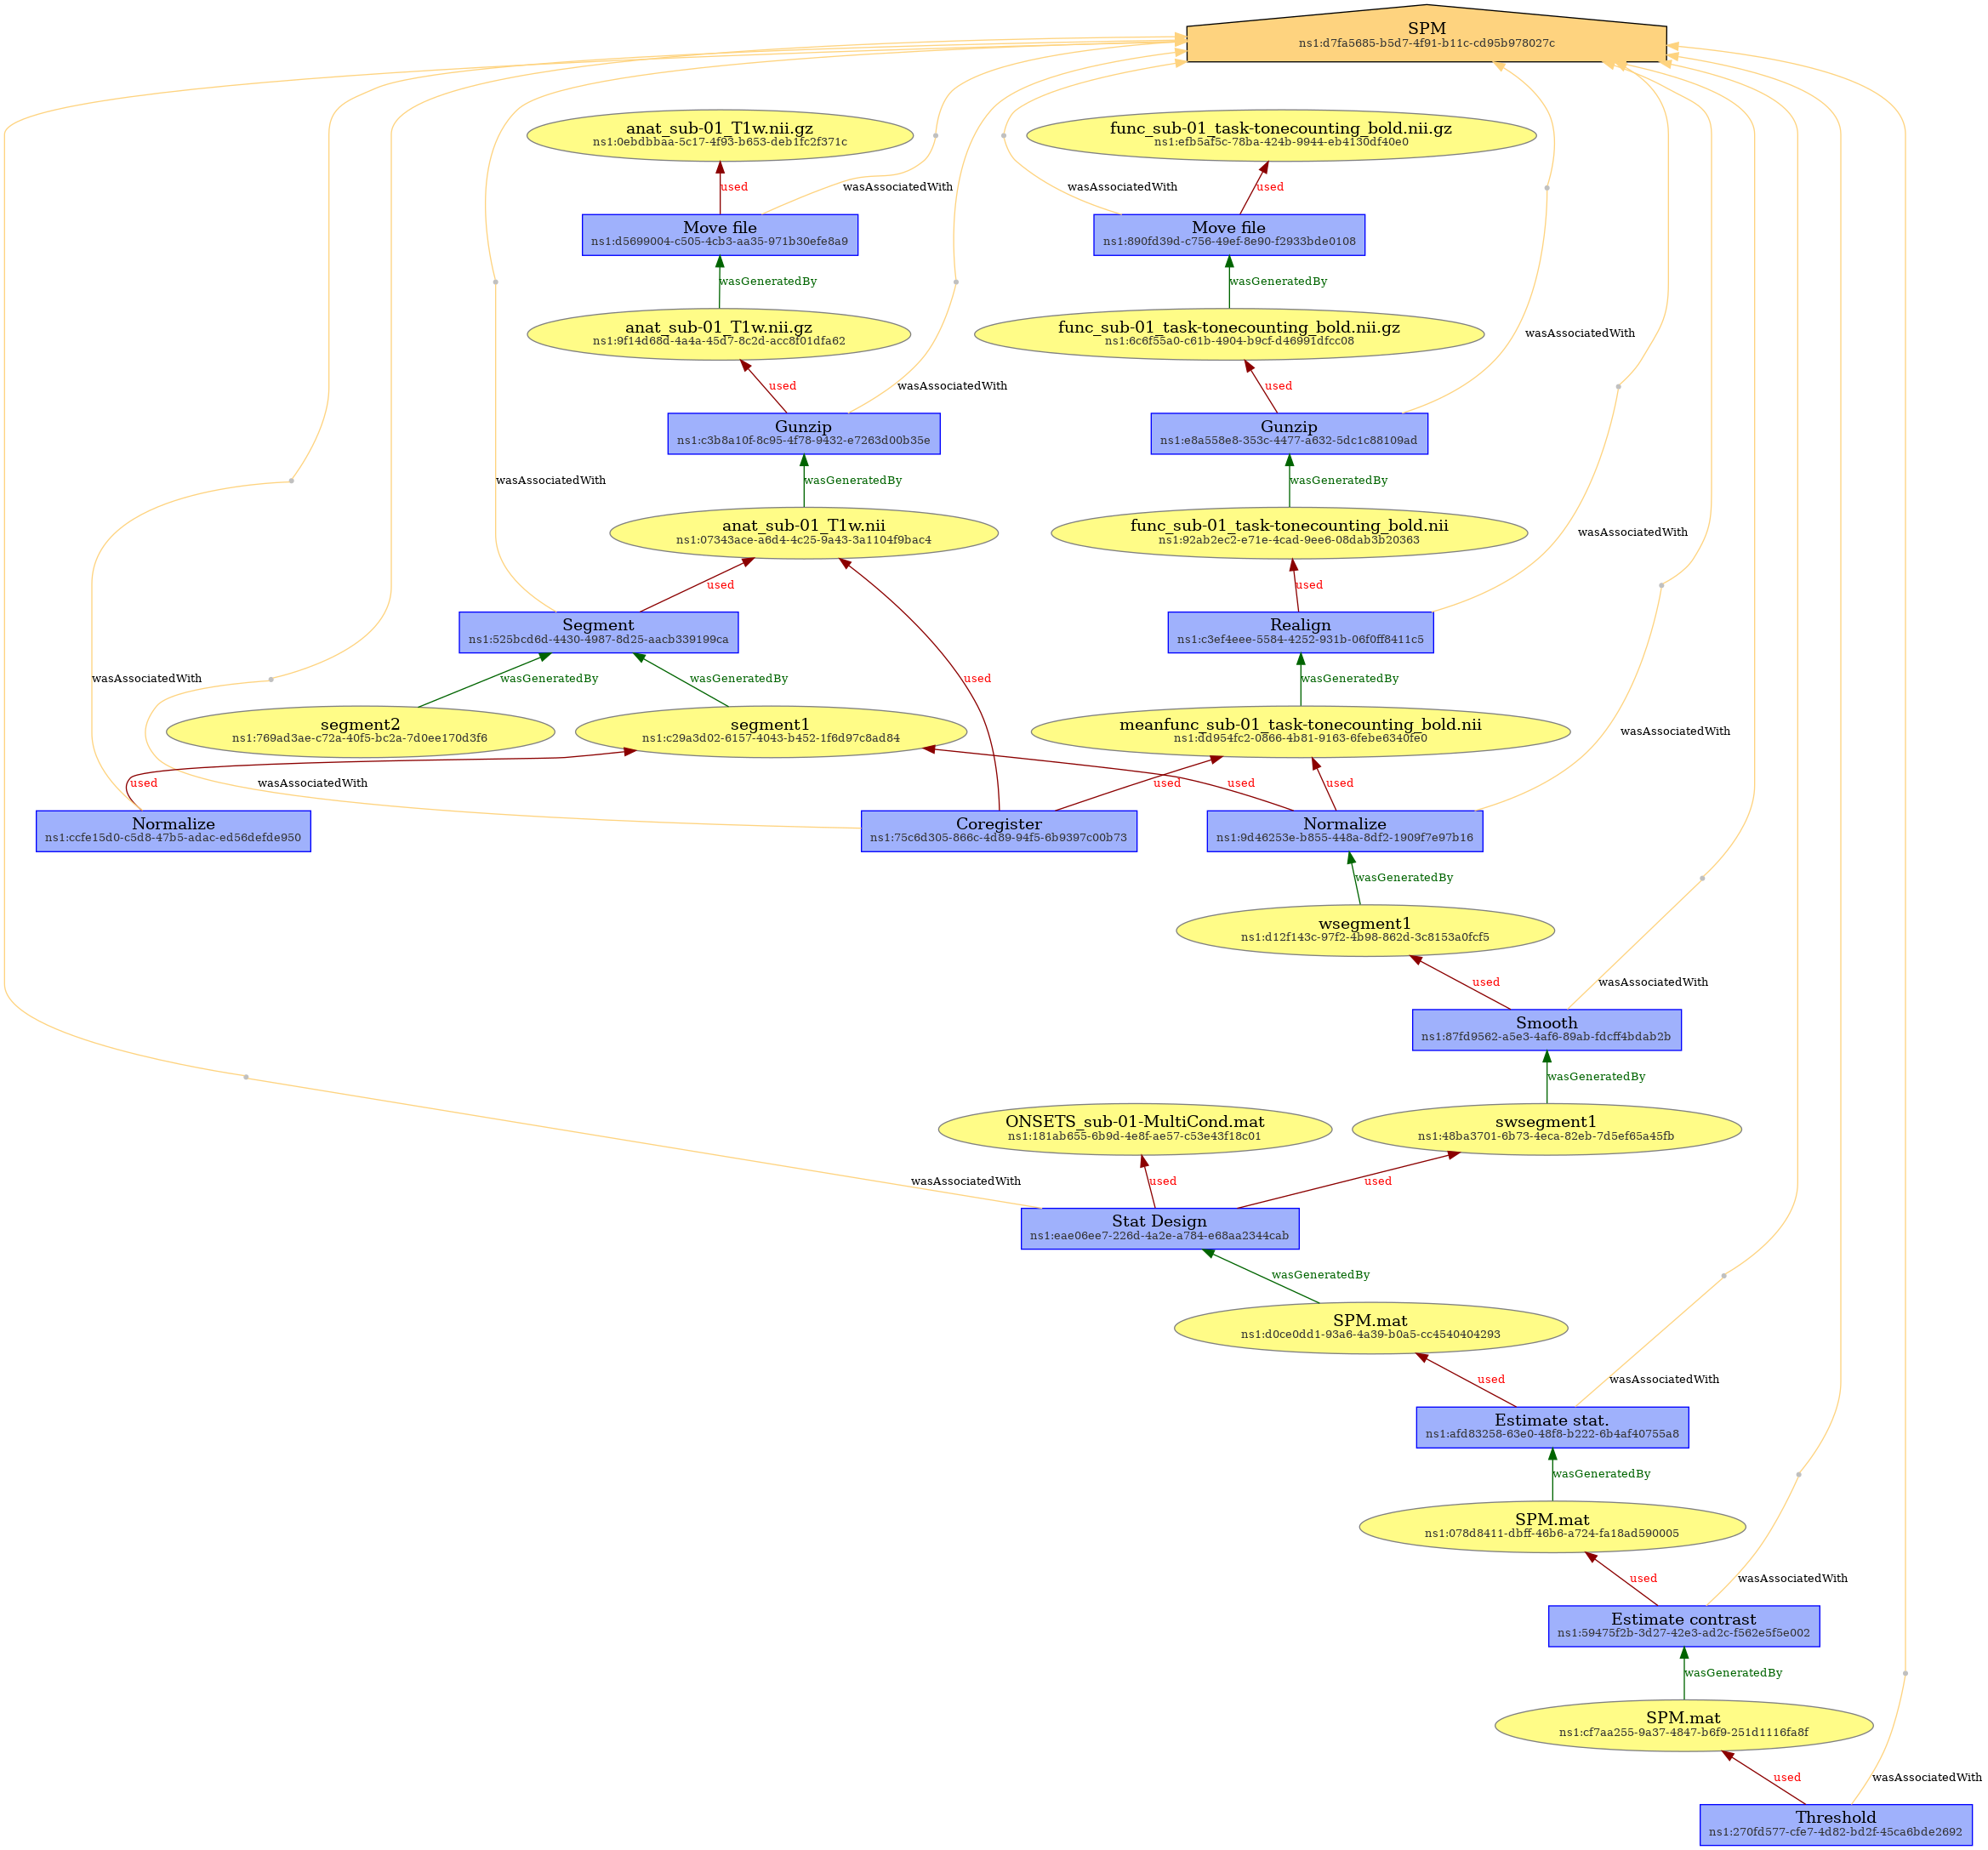 SPM
ns1:d7fa5685-b5d7-4f91-b11c-cd95b978027c
anat_sub-01_T1w.nii.gz
ns1:0ebdbbaa-5c17-4f93-b653-deb1fc2f371c
func_sub-01_task-tonecounting_bold.nii.gz
ns1:efb5af5c-78ba-424b-9944-eb4130df40e0
used
wasAssociatedWith
wasAssociatedWith
used
Move file
ns1:d5699004-c505-4cb3-aa35-971b30efe8a9
Move file
ns1:890fd39d-c756-49ef-8e90-f2933bde0108
wasGeneratedBy
wasGeneratedBy
anat_sub-01_T1w.nii.gz
ns1:9f14d68d-4a4a-45d7-8c2d-acc8f01dfa62
func_sub-01_task-tonecounting_bold.nii.gz
ns1:6c6f55a0-c61b-4904-b9cf-d46991dfcc08
wasAssociatedWith
used
wasAssociatedWith
used
Gunzip
ns1:c3b8a10f-8c95-4f78-9432-e7263d00b35e
Gunzip
ns1:e8a558e8-353c-4477-a632-5dc1c88109ad
wasAssociatedWith
wasGeneratedBy
wasGeneratedBy
anat_sub-01_T1w.nii
ns1:07343ace-a6d4-4c25-9a43-3a1104f9bac4
func_sub-01_task-tonecounting_bold.nii
ns1:92ab2ec2-e71e-4cad-9ee6-08dab3b20363
wasAssociatedWith
used
used
Segment
ns1:525bcd6d-4430-4987-8d25-aacb339199ca
Realign
ns1:c3ef4eee-5584-4252-931b-06f0ff8411c5
wasAssociatedWith
wasGeneratedBy
wasGeneratedBy
used
wasGeneratedBy
segment2
ns1:769ad3ae-c72a-40f5-bc2a-7d0ee170d3f6
segment1
ns1:c29a3d02-6157-4043-b452-1f6d97c8ad84
meanfunc_sub-01_task-tonecounting_bold.nii
ns1:dd954fc2-0866-4b81-9163-6febe6340fe0
wasAssociatedWith
used
wasAssociatedWith
used
used
used
Normalize
ns1:ccfe15d0-c5d8-47b5-adac-ed56defde950
Coregister
ns1:75c6d305-866c-4d89-94f5-6b9397c00b73
Normalize
ns1:9d46253e-b855-448a-8df2-1909f7e97b16
wasGeneratedBy
wsegment1
ns1:d12f143c-97f2-4b98-862d-3c8153a0fcf5
used
wasAssociatedWith
Smooth
ns1:87fd9562-a5e3-4af6-89ab-fdcff4bdab2b
wasGeneratedBy
ONSETS_sub-01-MultiCond.mat
ns1:181ab655-6b9d-4e8f-ae57-c53e43f18c01
swsegment1
ns1:48ba3701-6b73-4eca-82eb-7d5ef65a45fb
wasAssociatedWith
used
used
Stat Design
ns1:eae06ee7-226d-4a2e-a784-e68aa2344cab
wasGeneratedBy
SPM.mat
ns1:d0ce0dd1-93a6-4a39-b0a5-cc4540404293
used
wasAssociatedWith
Estimate stat.
ns1:afd83258-63e0-48f8-b222-6b4af40755a8
wasGeneratedBy
SPM.mat
ns1:078d8411-dbff-46b6-a724-fa18ad590005
used
wasAssociatedWith
Estimate contrast
ns1:59475f2b-3d27-42e3-ad2c-f562e5f5e002
wasGeneratedBy
SPM.mat
ns1:cf7aa255-9a37-4847-b6f9-251d1116fa8f
used
wasAssociatedWith
Threshold
ns1:270fd577-cfe7-4d82-bd2f-45ca6bde2692